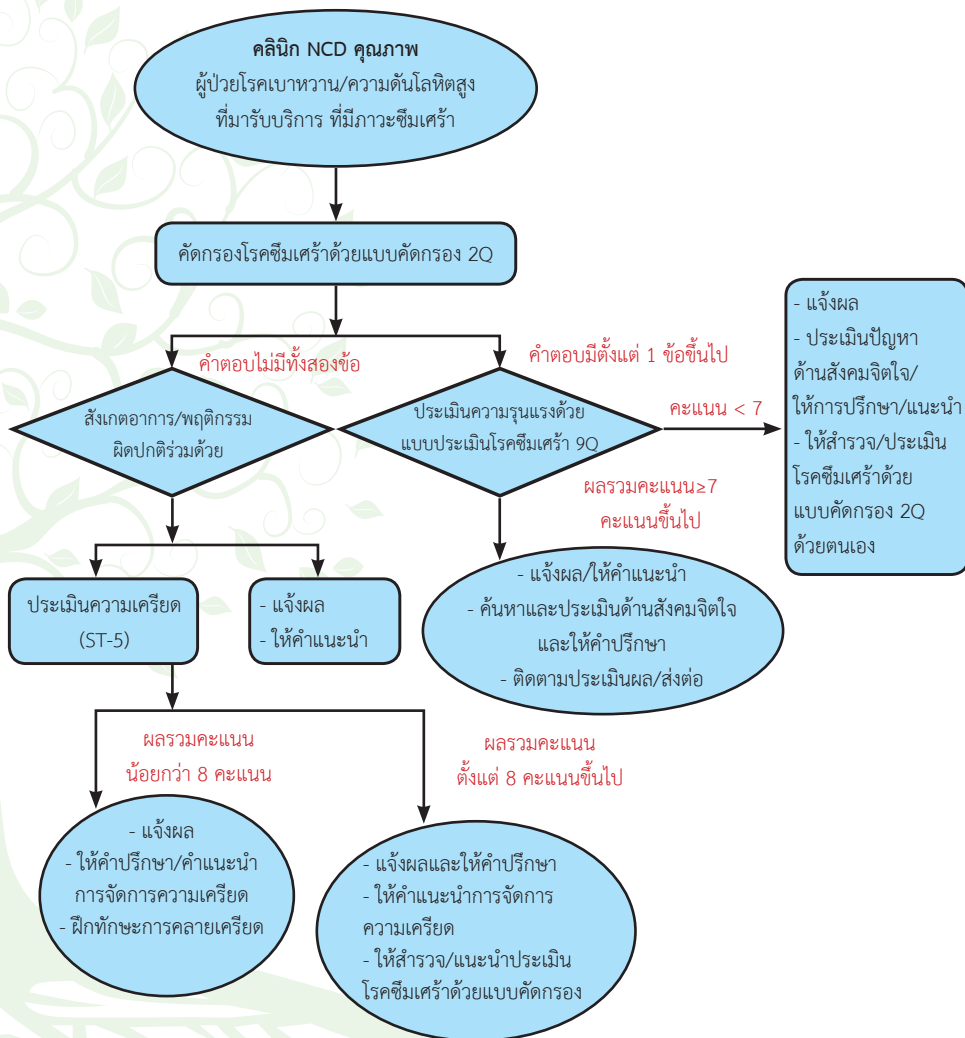 คลินิก NCD คุณภาพ
ผู้ป่วยโรคเบาหวาน/ความดันโลหิตสูง
ที่มารับบริการ ที่มีภาวะซึมเศร้า
คัดกรองโรคซึมเศร้าด้วยแบบคัดกรอง 2Q
คำตอบไม่มีทั้งสองข้อ
คำตอบมีตั้งแต่ 1 ข้อขึ้นไป
สังเกตอาการ/พฤติกรรม
ผิดปกติร่วมด้วย
ประเมินความรุนแรงด้วย
แบบประเมินโรคซึมเศร้า 9Q
คะแนน < 7
- แจ้งผล
- ประเมินปัญหา
ด้านสังคมจิตใจ/
ให้การปรึกษา/แนะนำ
- ให้สำรวจ/ประเมิน
โรคซึมเศร้าด้วย
แบบคัดกรอง 2Q
ด้วยตนเอง
ผลรวมคะแนน≥7
คะแนนขึ้นไป
ประเมินความเครียด
(ST-5)
- แจ้งผล
- ให้คำแนะนำ
- แจ้งผล/ให้คำแนะนำ
- ค้นหาและประเมินด้านสังคมจิตใจ
และให้คำปรึกษา
- ติดตามประเมินผล/ส่งต่อ
ผลรวมคะแนน
น้อยกว่า 8 คะแนน
ผลรวมคะแนน
ตั้งแต่ 8 คะแนนขึ้นไป
- แจ้งผล
- ให้คำปรึกษา/คำแนะนำ
การจัดการความเครียด
- ฝึกทักษะการคลายเครียด
- แจ้งผลและให้คำปรึกษา
- ให้คำแนะนำการจัดการ
ความเครียด
- ให้สำรวจ/แนะนำประเมิน
โรคซึมเศร้าด้วยแบบคัดกรอง